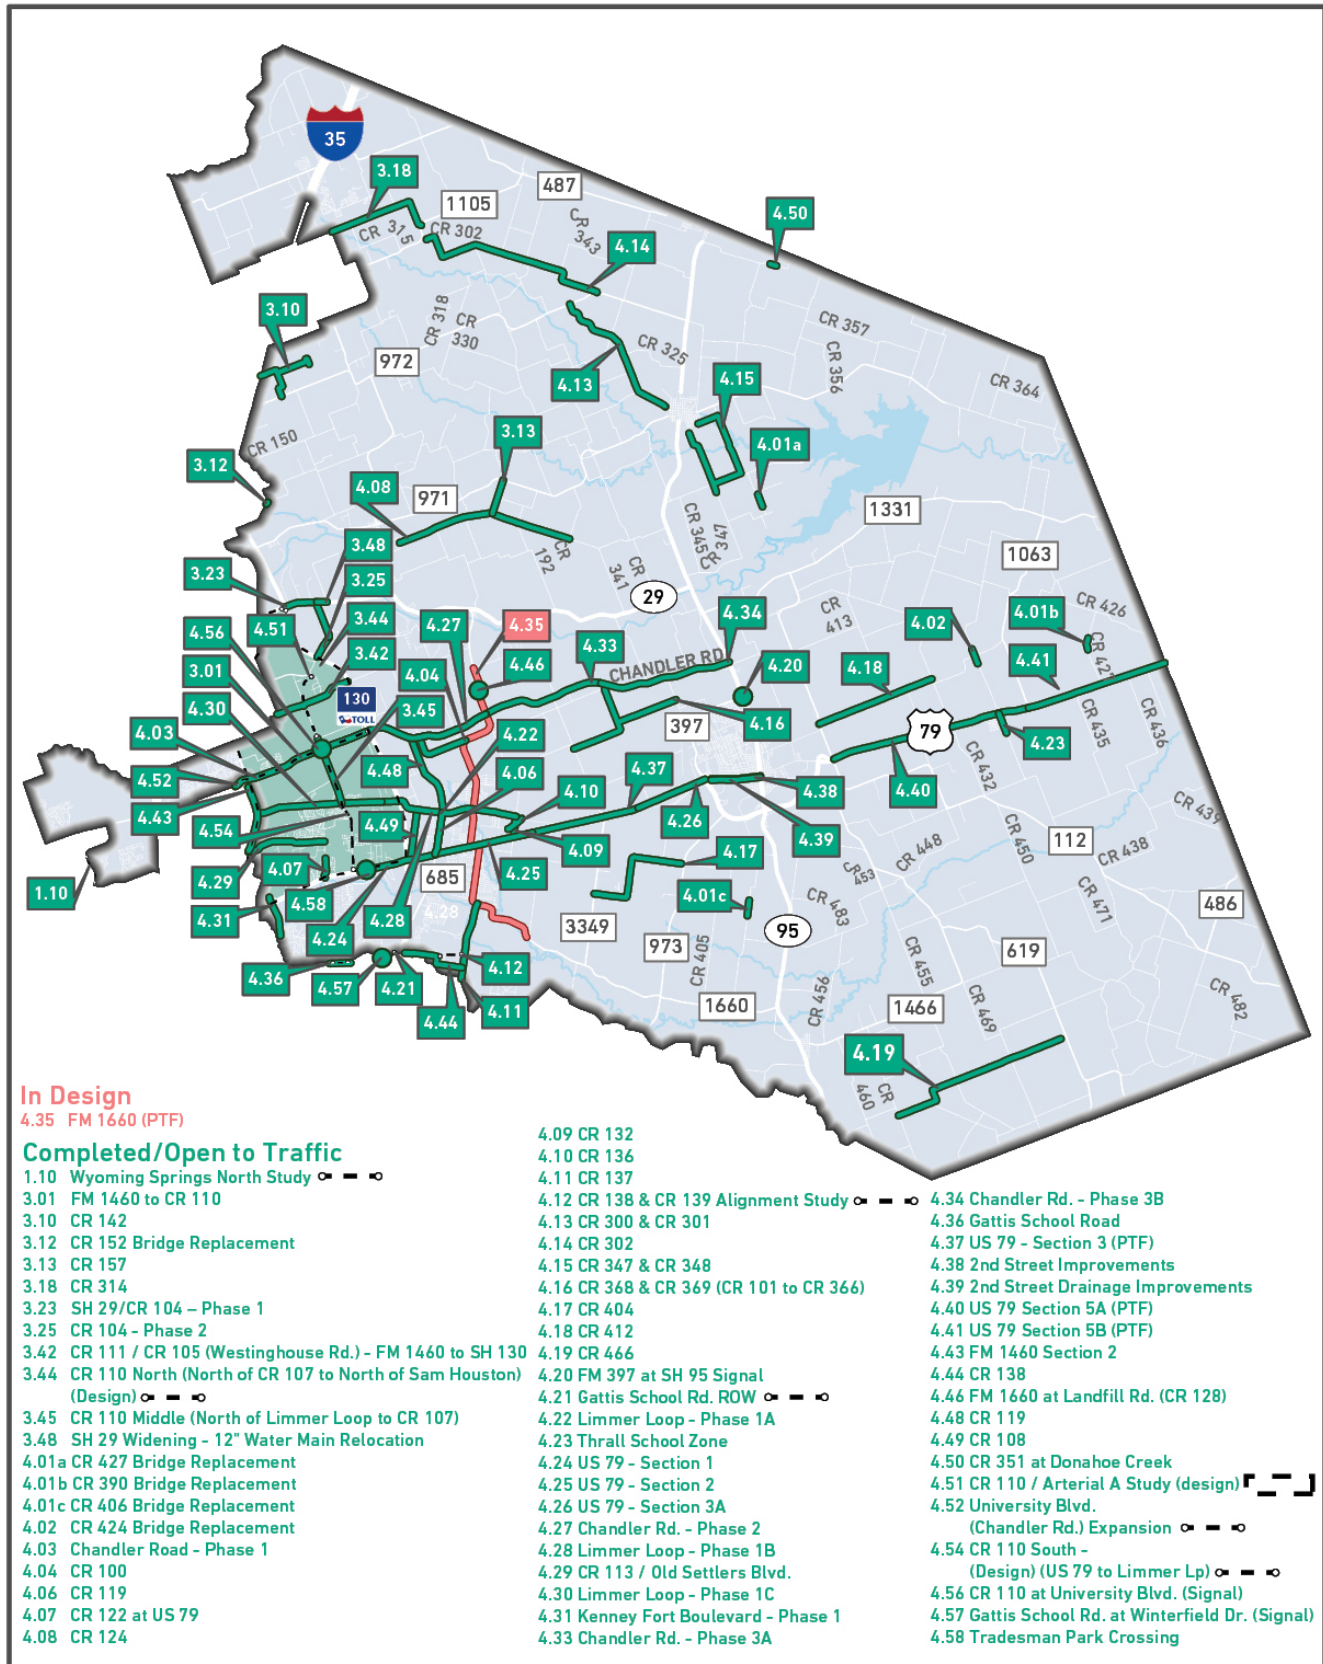 35
3.18
487
1105
CR 315
CR 302
CR 343
4.50
4.14
3.10
CR 318
CR 330
CR 357
972
CR 325
CR 356
CR 364
4.13
4.15
3.13
CR 150
4.01a
3.12
4.08
971
1331
CR 345
CR 347
CR 192
CR 341
1063
3.48
3.23
3.25
29
CR 426
4.01b
CR 413
4.02
4.56
4.51
3.44
4.27
4.35
4.34
CR 427
4.33
3.01
3.42
4.04
4.46
CHANDLER RD
4.20
4.18
4.41
4.30
130
TOLL
3.45
4.16
397
79
4.03
4.22
CR 435
CR 436
4.23
4.52
4.48
4.06
4.37
CR 432
4.43
4.10
4.38
4.40
CR 439
4.54
4.49
4.26
4.39
CR 450
112
4.07
4.09
4.17
CR 448
CR 438
4.29
685
4.25
CR 453
1.10
4.58
4.01c
CR 483
CR 471
486
4.31
4.28
4.28
4.24
3349
95
973
CR 405
619
4.36
4.57
4.21
4.12
CR 455
4.11
1660
CR 456
1466
CR 469
CR 482
4.44
4.19
CR 460
In Design
4.35 FM 1660 (PTF)
Completed/Open to Traffic
1.10 Wyoming Springs North Study
3.01 FM 1460 to CR 110
3.10 CR 142
3.12 CR 152 Bridge Replacement
3.13 CR 157
3.18 CR 314
3.23 SH 29/CR 104 – Phase 1
3.25 CR 104 - Phase 2
3.42 CR 111 / CR 105 (Westinghouse Rd.) - FM 1460 to SH 130
3.44 CR 110 North (North of CR 107 to North of Sam Houston)
(Design)
3.45 CR 110 Middle (North of Limmer Loop to CR 107)
3.48 SH 29 Widening - 12" Water Main Relocation
4.01a CR 427 Bridge Replacement
4.01b CR 390 Bridge Replacement
4.01c CR 406 Bridge Replacement
4.02 CR 424 Bridge Replacement
4.03 Chandler Road - Phase 1
4.04 CR 100
4.06 CR 119
4.07 CR 122 at US 79
4.08 CR 124
4.09 CR 132
4.10 CR 136
4.11 CR 137
4.12 CR 138 & CR 139 Alignment Study
4.13 CR 300 & CR 301
4.14 CR 302
4.15 CR 347 & CR 348
4.16 CR 368 & CR 369 (CR 101 to CR 366)
4.17 CR 404
4.18 CR 412
4.19 CR 466
4.20 FM 397 at SH 95 Signal
4.21 Gattis School Rd. ROW
4.22 Limmer Loop - Phase 1A
4.23 Thrall School Zone
4.24 US 79 - Section 1
4.25 US 79 - Section 2
4.26 US 79 - Section 3A
4.27 Chandler Rd. - Phase 2
4.28 Limmer Loop - Phase 1B
4.29 CR 113 / Old Settlers Blvd.
4.30 Limmer Loop - Phase 1C
4.31 Kenney Fort Boulevard - Phase 1
4.33 Chandler Rd. - Phase 3A
4.34 Chandler Rd. - Phase 3B
4.36 Gattis School Road
4.37 US 79 - Section 3 (PTF)
4.38 2nd Street Improvements
4.39 2nd Street Drainage Improvements
4.40 US 79 Section 5A (PTF)
4.41 US 79 Section 5B (PTF)
4.43 FM 1460 Section 2
4.44 CR 138
4.46 FM 1660 at Landfill Rd. (CR 128)
4.48 CR 119
4.49 CR 108
4.50 CR 351 at Donahoe Creek
4.51 CR 110 / Arterial A Study (design)
4.52 University Blvd.
(Chandler Rd.) Expansion
4.54 CR 110 South -
(Design) (US 79 to Limmer Lp)
4.56 CR 110 at University Blvd. (Signal)
4.57 Gattis School Rd. at Winterfield Dr. (Signal)
4.58 Tradesman Park Crossing